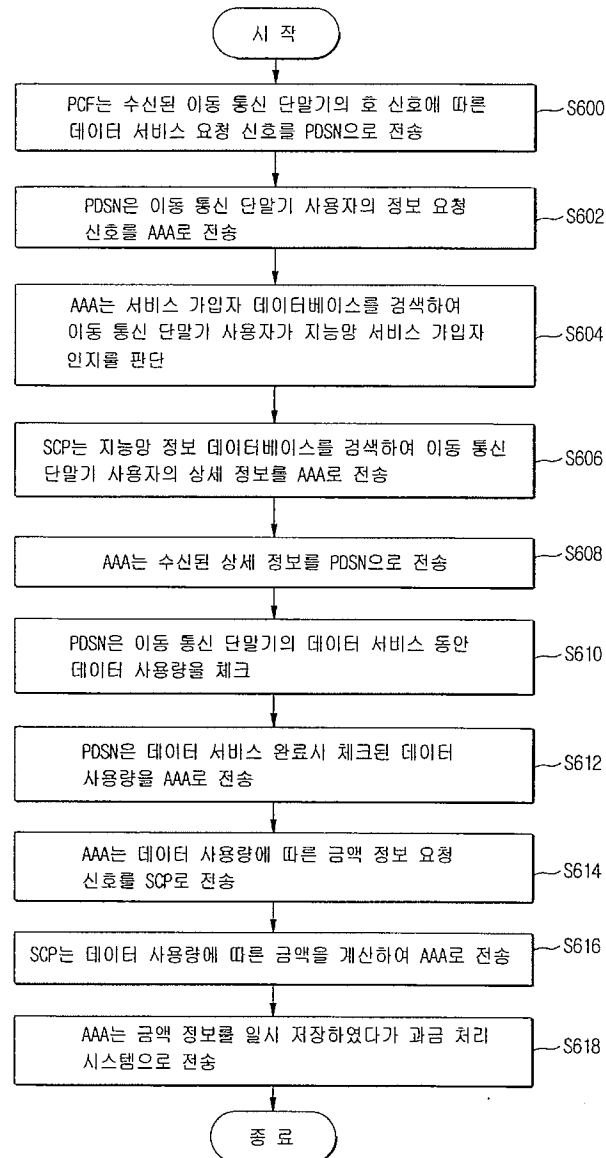 시 작
PCF는 수신된 이동 통신 단말기의 호 신호에 따른
데이터 서비스 요청 신호를 PDSN으로 전송
S600
PDSN은 이동 통신 단말기 사용자의 정보 요청
신호를 AAA로 전송
S602
AAA는 서비스 가입자 데이터베이스를 검색하여
이동 통신 단말기 사용자가 지능망 서비스 가입자
인지를 판단
S604
SCP는 지능망 정보 데이터베이스를 검색하여 이동 통신
단말기 사용자의 상세 정보를 AAA로 전송
S606
AAA는 수신된 상세 정보를 PDSN으로 전송
S608
PDSN은 이동 통신 단말기의 데이터 서비스 동안
데이터 사용량을 체크
S610
PDSN은 데이터 서비스 완료시 체크된 데이터
사용량을 AAA로 전송
S612
AAA는 데이터 사용량에 따른 금액 정보 요청
신호를 SCP로 전송
S614
SCP는 데이터 사용량에 따른 금액을 계산하여 AAA로 전송
S616
AAA는 금액 정보를 일시 저장하였다가 과금 처리
시스템으로 전송
S618
종 료